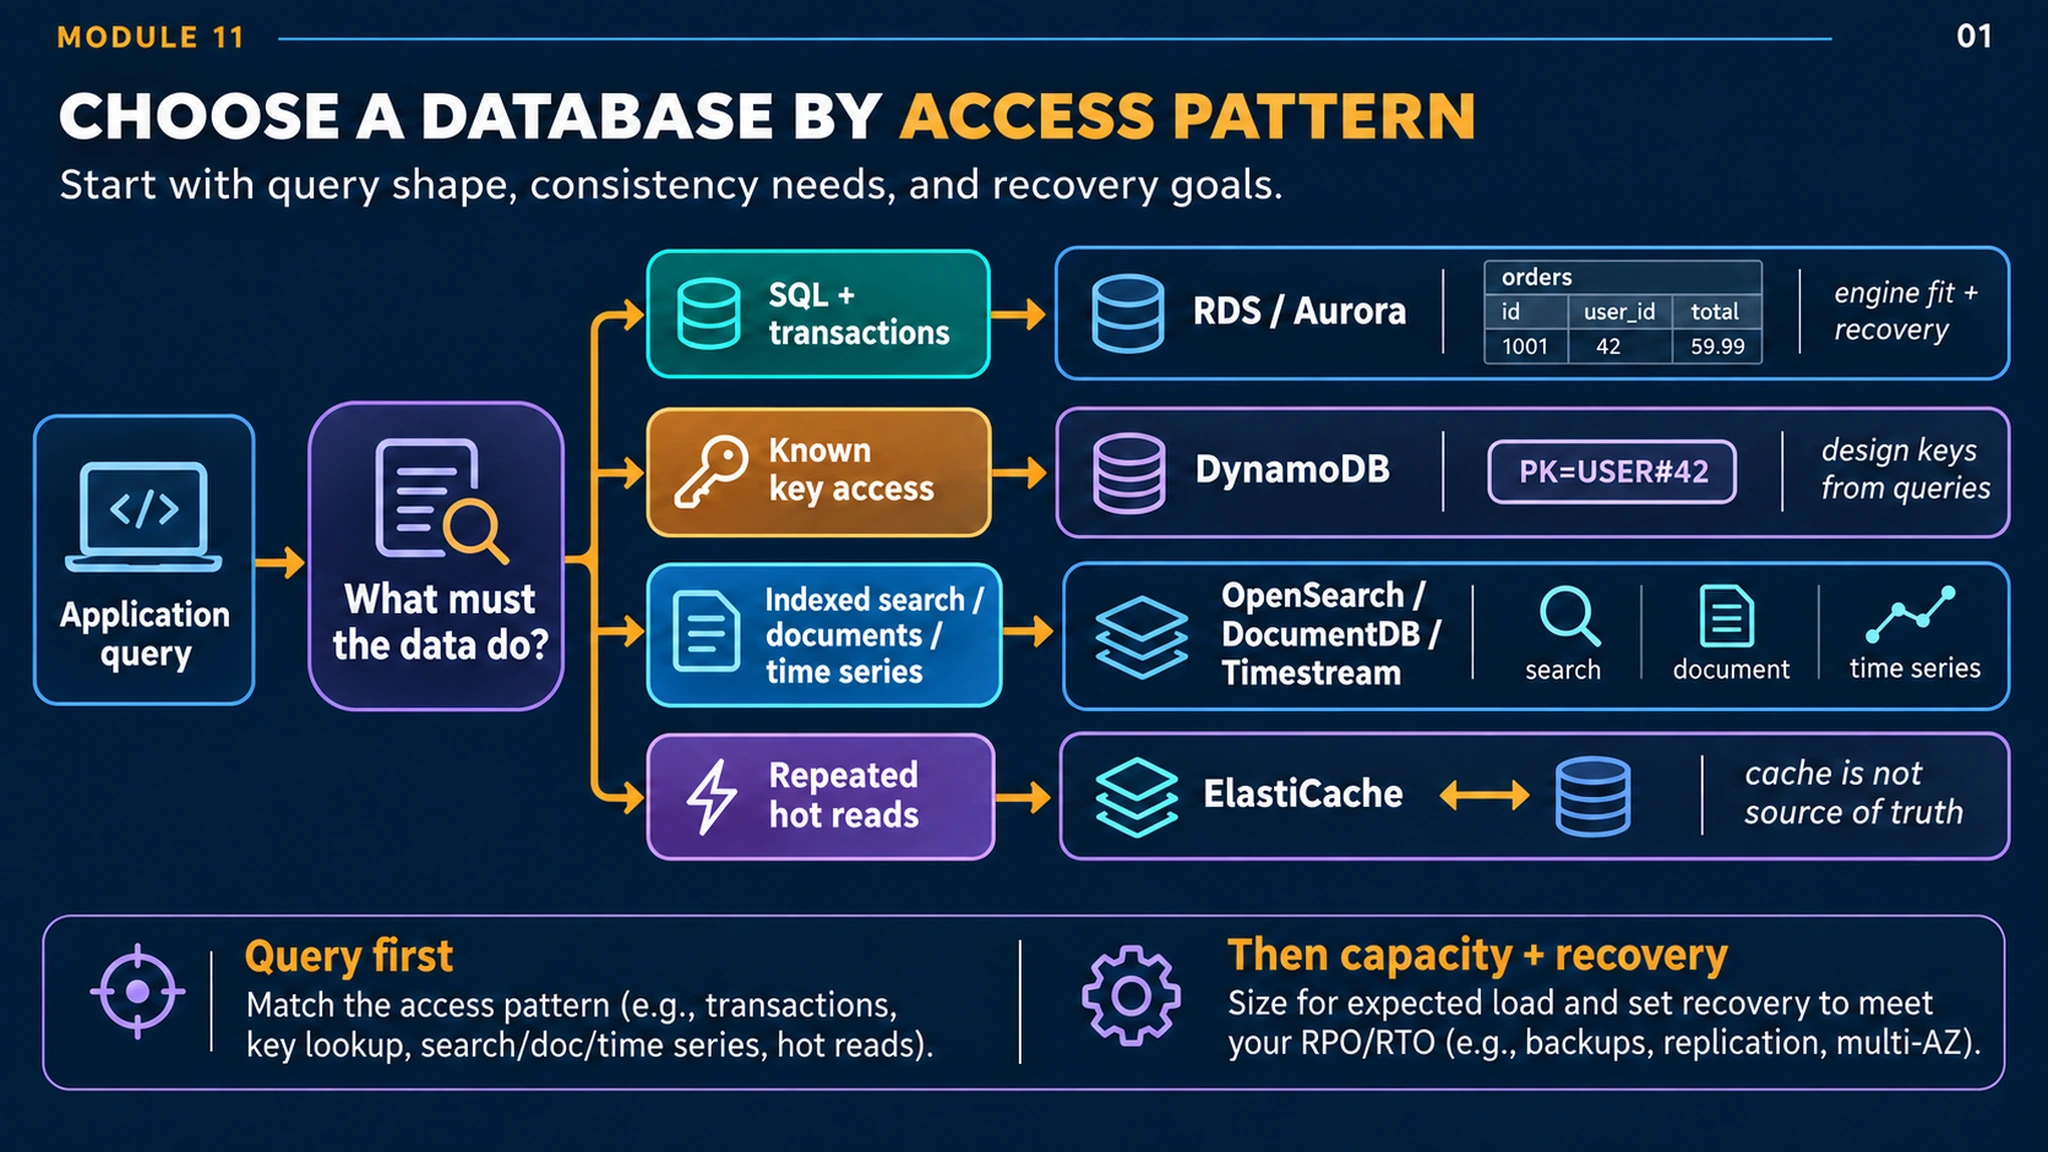 MODULE 11
01
CHOOSE A DATABASE BY ACCESS PATTERN
Start with query shape, consistency needs, and recovery goals.
</>
Application
query
What must
the data do?
SQL +
transactions
RDS / Aurora
orders
id user_id total
1001 42 59.99
engine fit +
recovery
Known
key access
DynamoDB
PK=USER#42
design keys
from queries
Indexed search /
documents /
time series
OpenSearch /
DocumentDB /
Timestream
search
document
time series
Repeated
hot reads
ElastiCache
cache is not
source of truth
Query first
Match the access pattern (e.g., transactions,
key lookup, search/doc/time series, hot reads).
Then capacity + recovery
Size for expected load and set recovery to meet
your RPO/RTO (e.g., backups, replication, multi-AZ).